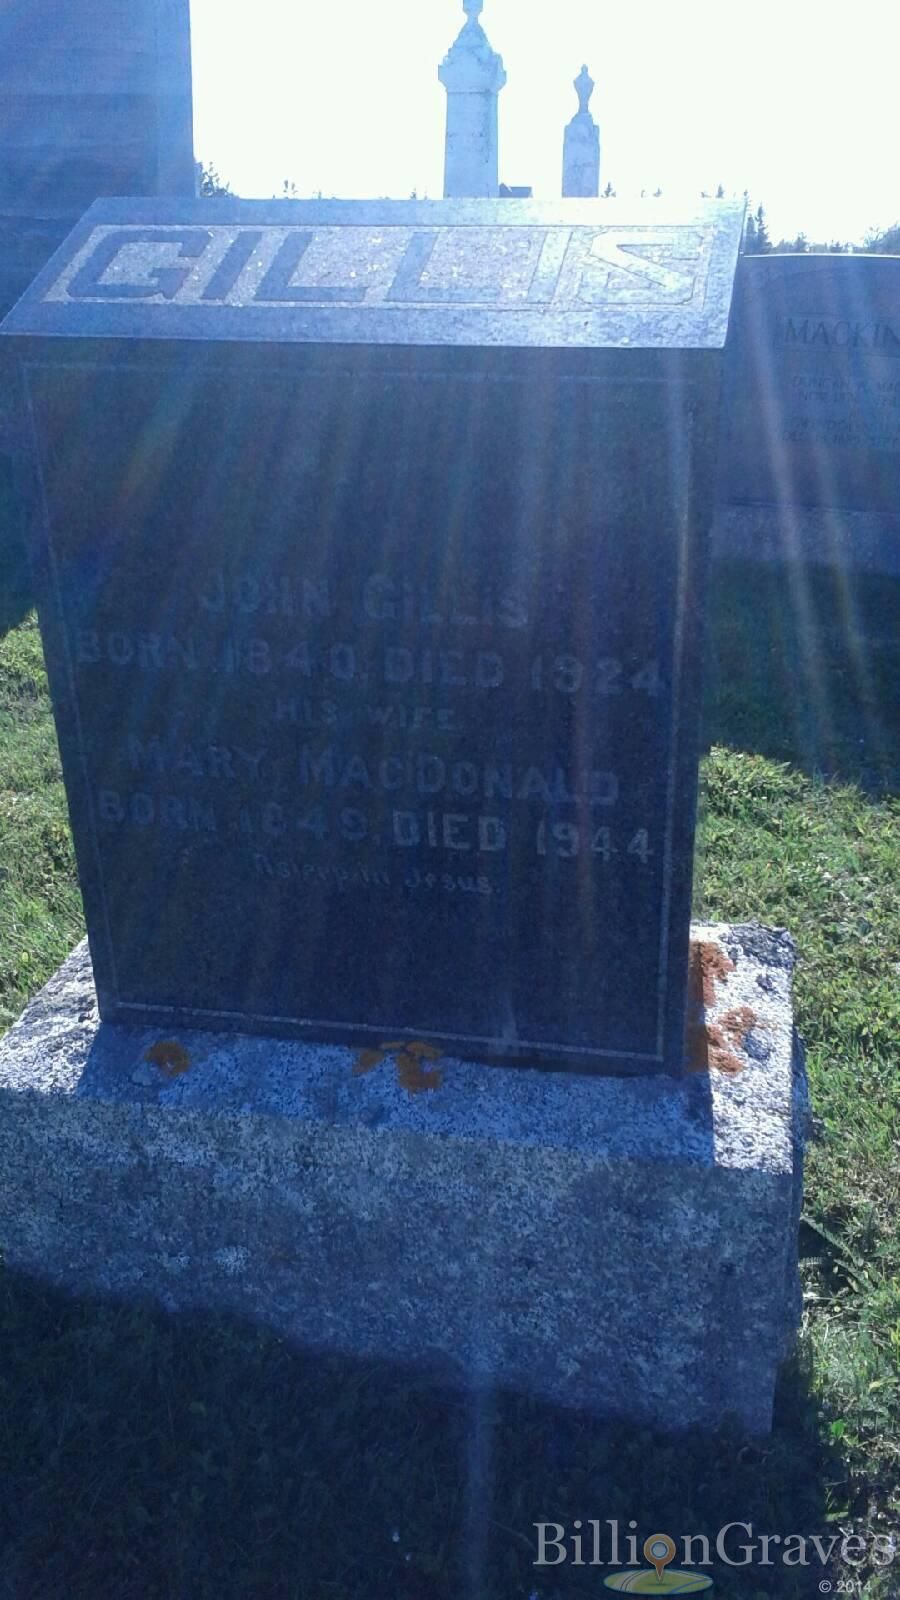 GILLIS
JOHN GILLIS
BORN 1840, DIED 1924
HIS WIFE
MARY MACDONALD
BORN 1849, DIED 1944
Asleep in Jesus.
BillionGraves
© 2014